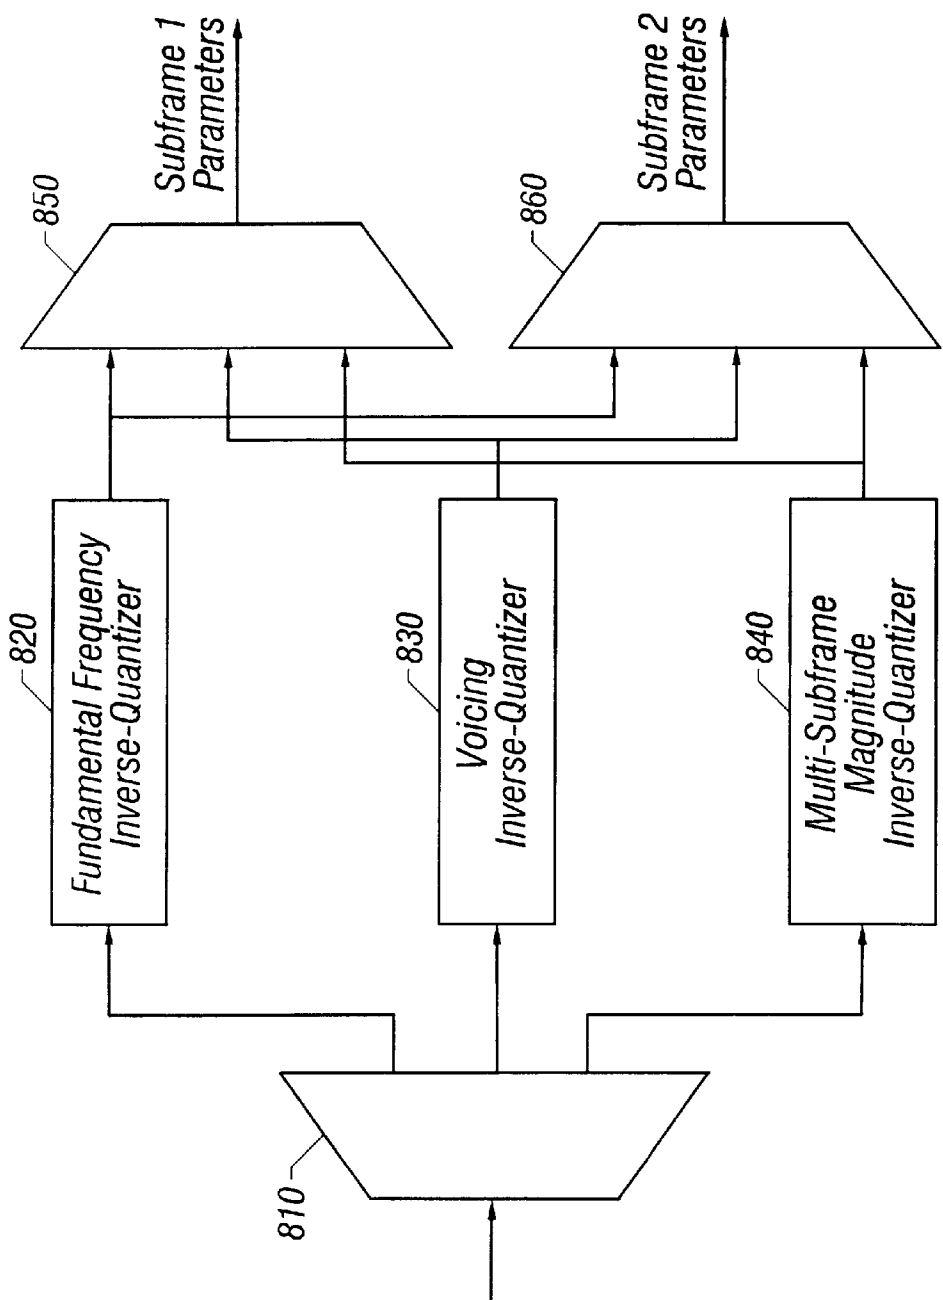 810
820
Fundamental Frequency
Inverse-Quantizer
830
Voicing
Inverse-Quantizer
840
Multi-Subframe
Magnitude
Inverse-Quantizer
850
Subframe 1
Parameters
860
Subframe 2
Parameters